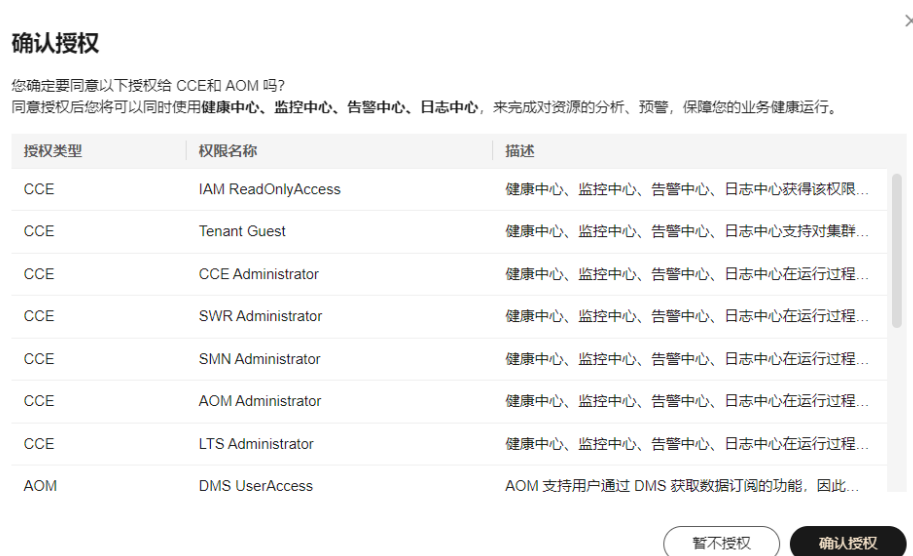 确认授权
您确定要同意以下授权给 CCE和 AOM 吗?
同意授权后您将可以同时使用健康中心、监控中心、告警中心、日志中心，来完成对资源的分析、预警，保障您的业务健康运行。
授权类型 权限名称 描述
CCE IAM ReadOnlyAccess 健康中心、监控中心、告警中心、日志中心获得该权限...
CCE Tenant Guest 健康中心、监控中心、告警中心、日志中心支持对集群...
CCE CCE Administrator 健康中心、监控中心、告警中心、日志中心在运行过程...
CCE SWR Administrator 健康中心、监控中心、告警中心、日志中心在运行过程...
CCE SMN Administrator 健康中心、监控中心、告警中心、日志中心在运行过程...
CCE AOM Administrator 健康中心、监控中心、告警中心、日志中心在运行过程...
CCE LTS Administrator 健康中心、监控中心、告警中心、日志中心在运行过程...
AOM DMS UserAccess AOM 支持用户通过 DMS 获取数据订阅的功能，因此...
暂不授权 确认授权